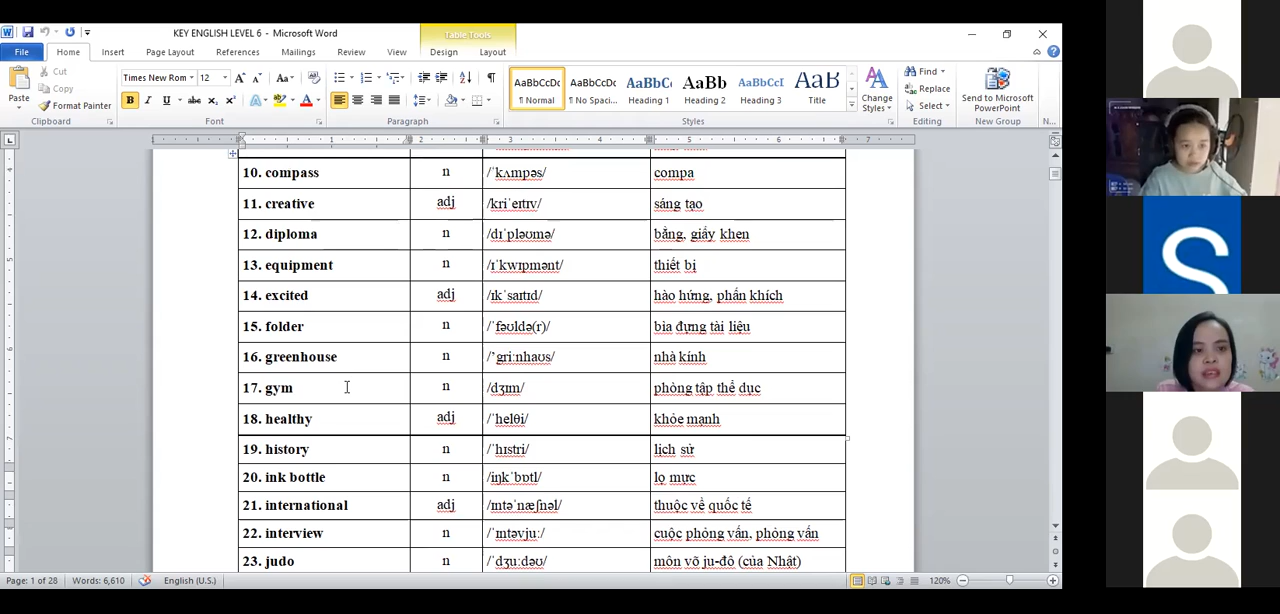 KEY ENGLISH LEVEL 6 - Microsoft Word
Table Tools
File Home Insert Page Layout References Mailings Review View Design Layout
Paste
Cut
Copy
Format Painter
Clipboard
Times New Rom 12
Font
Paragraph
AaBbCcDc AaBbCcDc AaBbC AaBb AaBbCcI AaB
¶ Normal ¶ No Spaci... Heading 1 Heading 2 Heading 3 Title
Change Styles
Styles
Find
Replace
Select
Editing
Send to Microsoft PowerPoint
New Group
N...
10. compass n /ˈkʌmpəs/ compa
11. creative adj /kriˈeɪtɪv/ sáng tạo
12. diploma n /dɪˈpləʊmə/ bằng, giấy khen
13. equipment n /ɪˈkwɪpmənt/ thiết bị
14. excited adj /ɪkˈsaɪtɪd/ hào hứng, phấn khích
15. folder n /ˈfəʊldə(r)/ bìa đựng tài liệu
16. greenhouse n /’gri:nhaʊs/ nhà kính
17. gym n /dʒɪm/ phòng tập thể dục
18. healthy adj /ˈhelθi/ khỏe mạnh
19. history n /ˈhɪstri/ lịch sử
20. ink bottle n /iŋkˈbɒtl/ lọ mực
21. international adj /ɪntəˈnæʃnəl/ thuộc về quốc tế
22. interview n /ˈɪntəvjuː/ cuộc phỏng vấn, phỏng vấn
23. judo n /ˈdʒuːdəʊ/ môn võ ju-đô (của Nhật)
Page: 1 of 28 Words: 6,610 English (U.S.) 120%
S